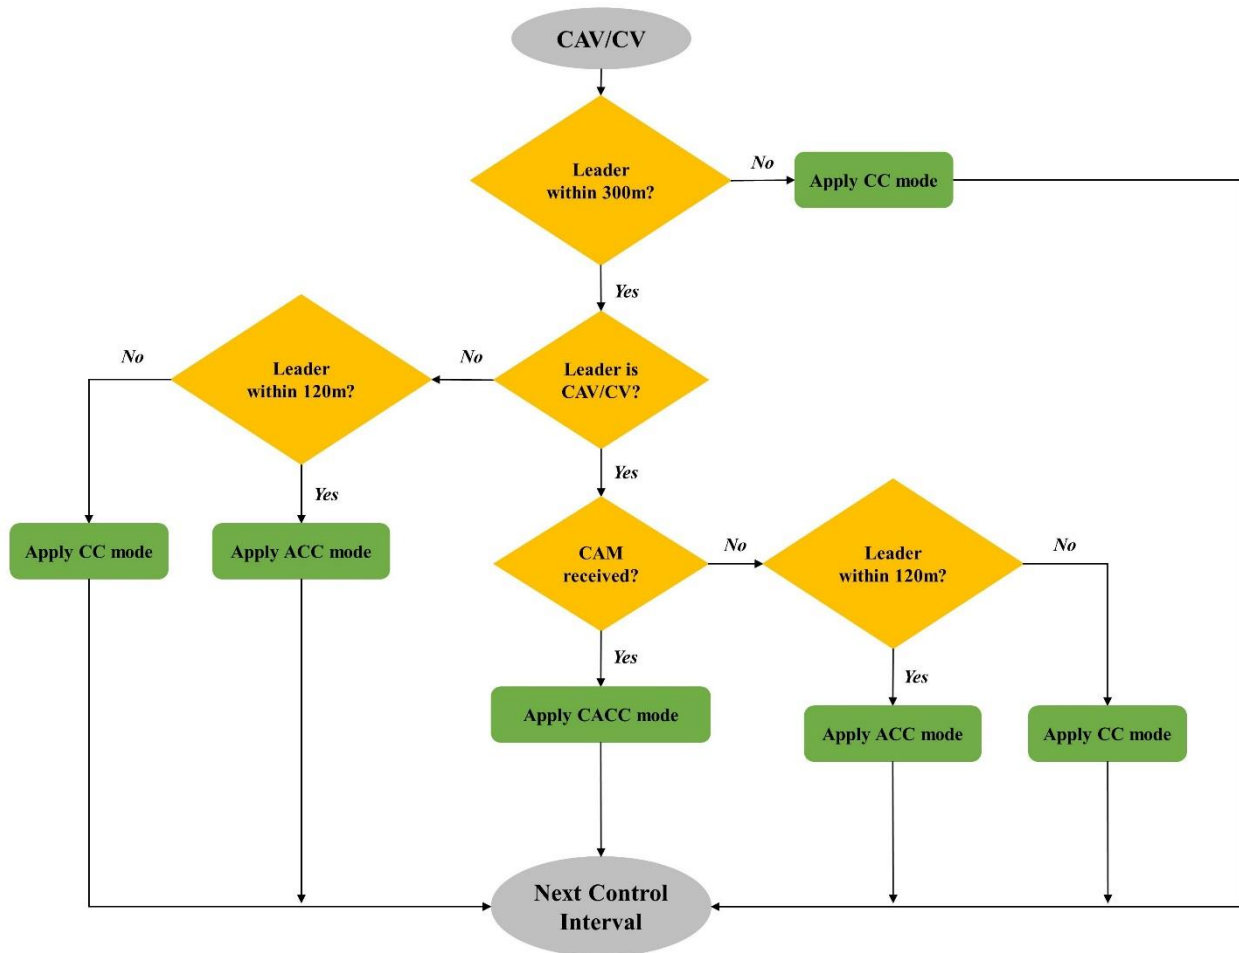 CAV/CV
Leader
within 300m?
No
Apply CC mode
Yes
No
Leader
within 120m?
No
Leader is
CAV/CV?
Yes
Yes
Apply CC mode
Apply ACC mode
CAM
received?
No
Leader
within 120m?
No
Yes
Yes
Apply CACC mode
Apply ACC mode
Apply CC mode
Next Control
Interval